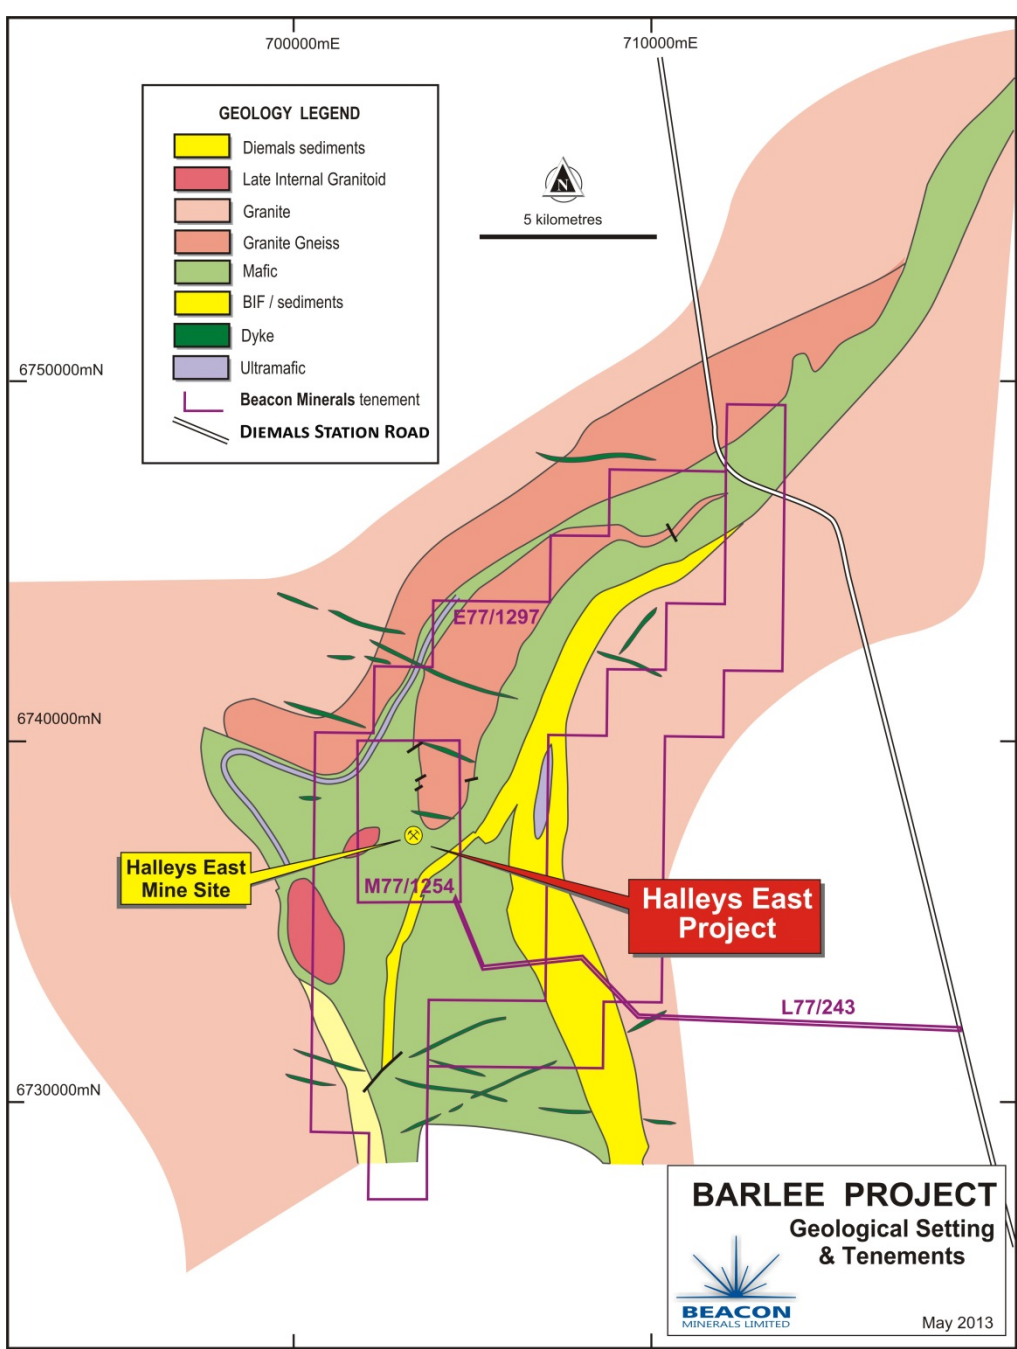 700000mE
710000mE
GEOLOGY LEGEND
Diemals sediments
Late Internal Granitoid
Granite
Granite Gneiss
Mafic
BIF / sediments
Dyke
Ultramafic
Beacon Minerals tenement
DIEMALS STATION ROAD
N
5 kilometres
6750000mN
E77/1297
6740000mN
Halleys East
Mine Site
M77/1254
Halleys East
Project
L77/243
6730000mN
BARLEE PROJECT
Geological Setting
& Tenements
BEACON
MINERALS LIMITED
May 2013